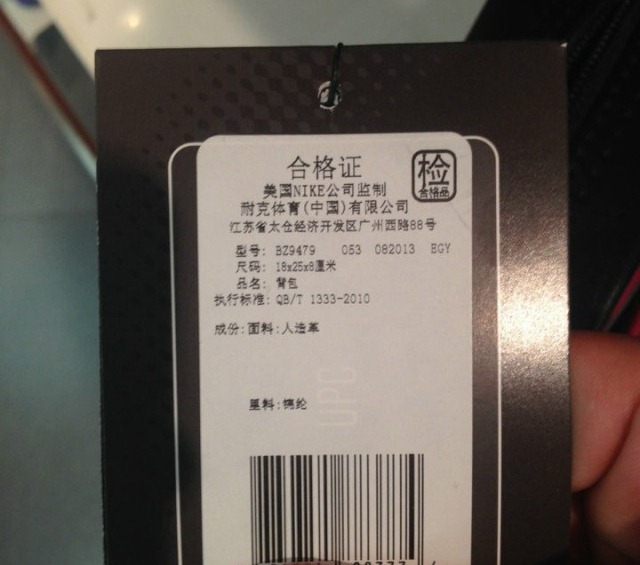 合格证
检
合格品
美国NIKE公司监制
耐克体育(中国)有限公司
江苏省太仓经济开发区广州西路88号
型号: BZ9479 053 082013 EGY
尺码: 18x25x8厘米
品名: 背包
执行标准: QB/T 1333-2010
成份:面料:人造革
UPC
里料:锦纶